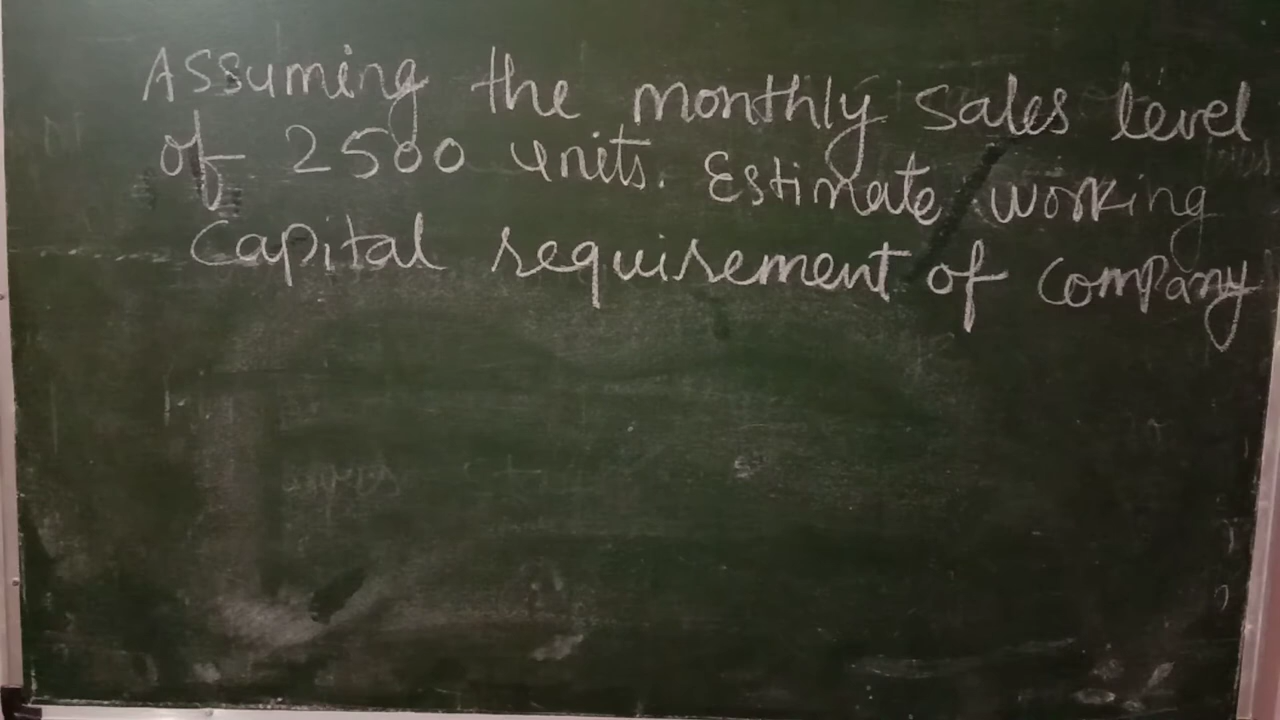 Assuming the monthly sales level
of 2500 units. Estimate working
Capital requirement of company